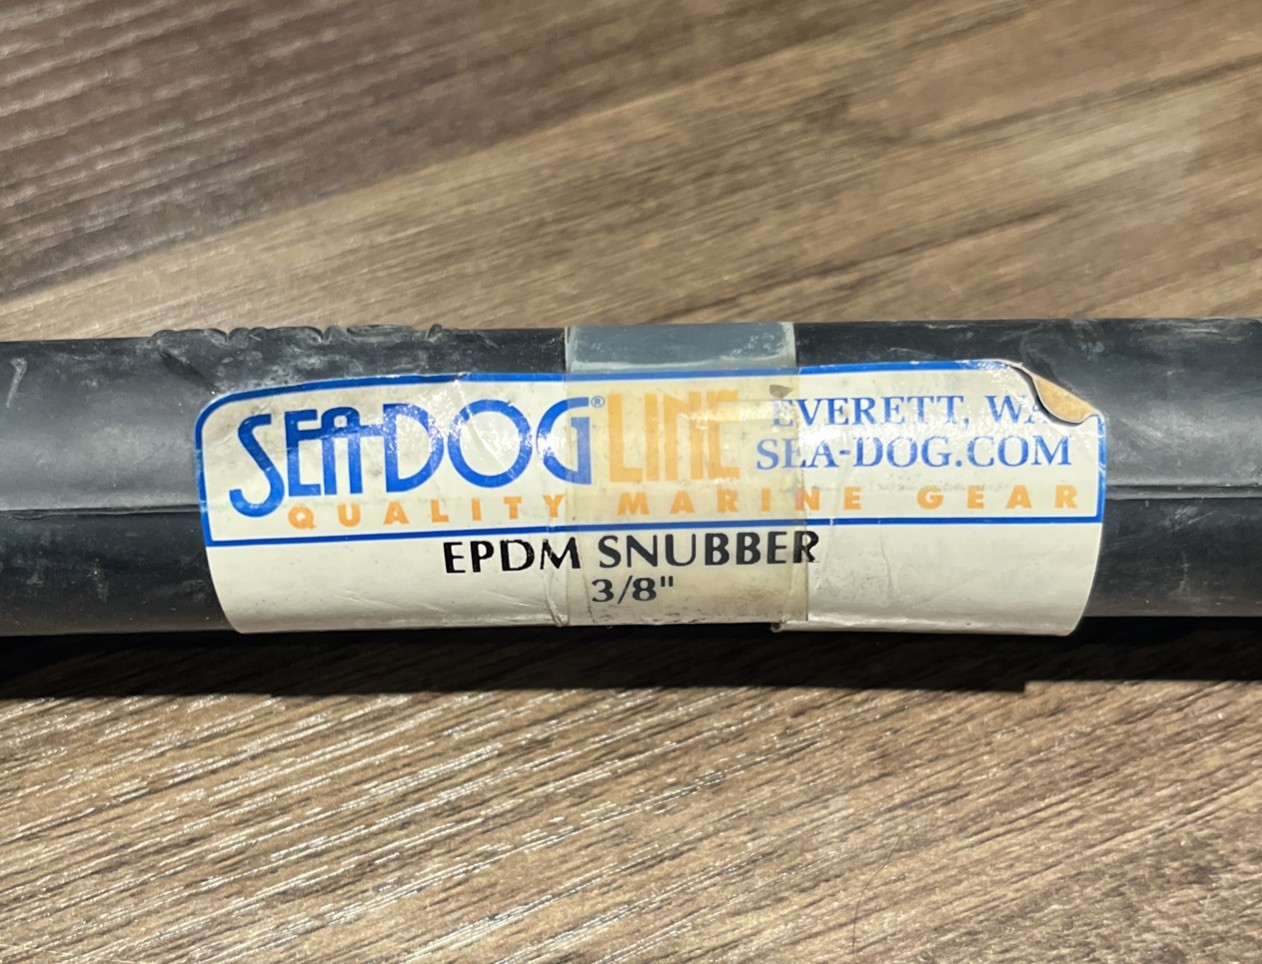 SEA-DOG® LINE
EVERETT, WA
SEA-DOG.COM
QUALITY MARINE GEAR
EPDM SNUBBER
3/8"